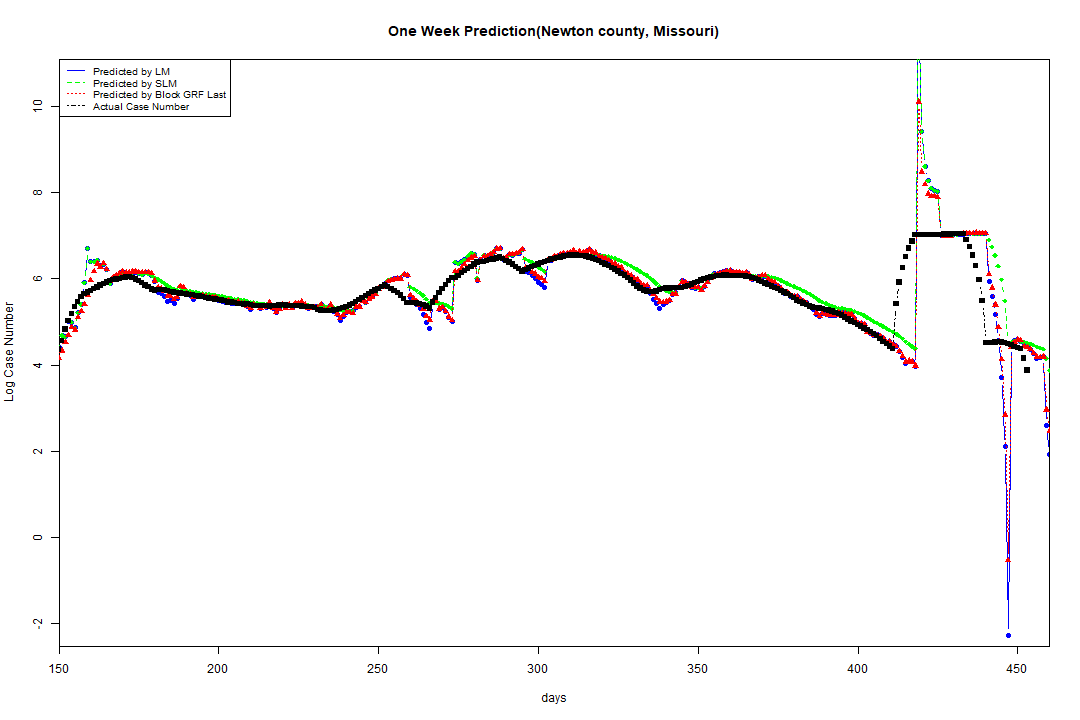 One Week Prediction(Newton county, Missouri)
Predicted by LM
Predicted by SLM
Predicted by Block GRF Last
Actual Case Number
10
8
6
4
2
0
-2
Log Case Number
150 200 250 300 350 400 450
days